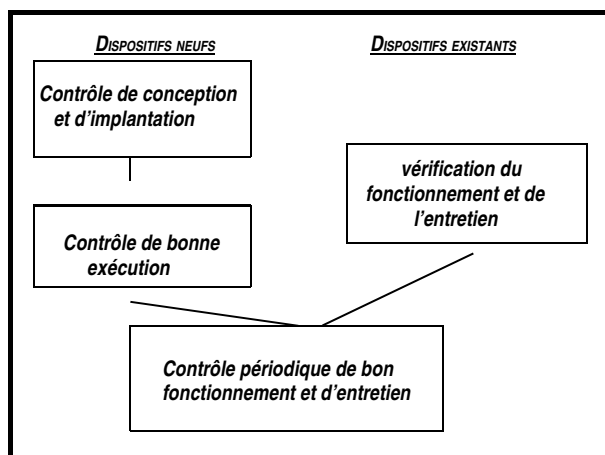 DISPOSITIFS NEUFS
DISPOSITIFS EXISTANTS
Contrôle de conception
et d'implantation
vérification du
fonctionnement et de
l'entretien
Contrôle de bonne
exécution
Contrôle périodique de bon
fonctionnement et d'entretien